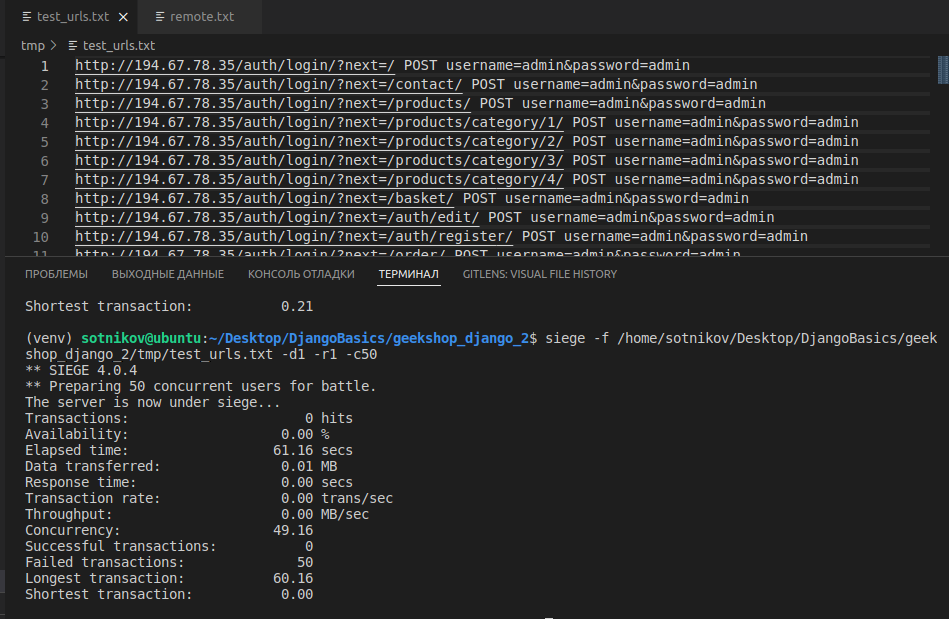 test_urls.txt remote.txt
tmp > test_urls.txt
1 http://194.67.78.35/auth/login/?next=/ POST username=admin&password=admin
2 http://194.67.78.35/auth/login/?next=/contact/ POST username=admin&password=admin
3 http://194.67.78.35/auth/login/?next=/products/ POST username=admin&password=admin
4 http://194.67.78.35/auth/login/?next=/products/category/1/ POST username=admin&password=admin
5 http://194.67.78.35/auth/login/?next=/products/category/2/ POST username=admin&password=admin
6 http://194.67.78.35/auth/login/?next=/products/category/3/ POST username=admin&password=admin
7 http://194.67.78.35/auth/login/?next=/products/category/4/ POST username=admin&password=admin
8 http://194.67.78.35/auth/login/?next=/basket/ POST username=admin&password=admin
9 http://194.67.78.35/auth/login/?next=/auth/edit/ POST username=admin&password=admin
10 http://194.67.78.35/auth/login/?next=/auth/register/ POST username=admin&password=admin
11 http://194.67.78.35/auth/login/?next=/order/ POST username=admin&password=admin
ПРОБЛЕМЫ ВЫХОДНЫЕ ДАННЫЕ КОНСОЛЬ ОТЛАДКИ ТЕРМИНАЛ GITLENS: VISUAL FILE HISTORY
Shortest transaction: 0.21
(venv) sotnikov@ubuntu:~/Desktop/DjangoBasics/geekshop_django_2$ siege -f /home/sotnikov/Desktop/DjangoBasics/geek
shop_django_2/tmp/test_urls.txt -d1 -r1 -c50
** SIEGE 4.0.4
** Preparing 50 concurrent users for battle.
The server is now under siege...
Transactions: 0 hits
Availability: 0.00 %
Elapsed time: 61.16 secs
Data transferred: 0.01 MB
Response time: 0.00 secs
Transaction rate: 0.00 trans/sec
Throughput: 0.00 MB/sec
Concurrency: 49.16
Successful transactions: 0
Failed transactions: 50
Longest transaction: 60.16
Shortest transaction: 0.00